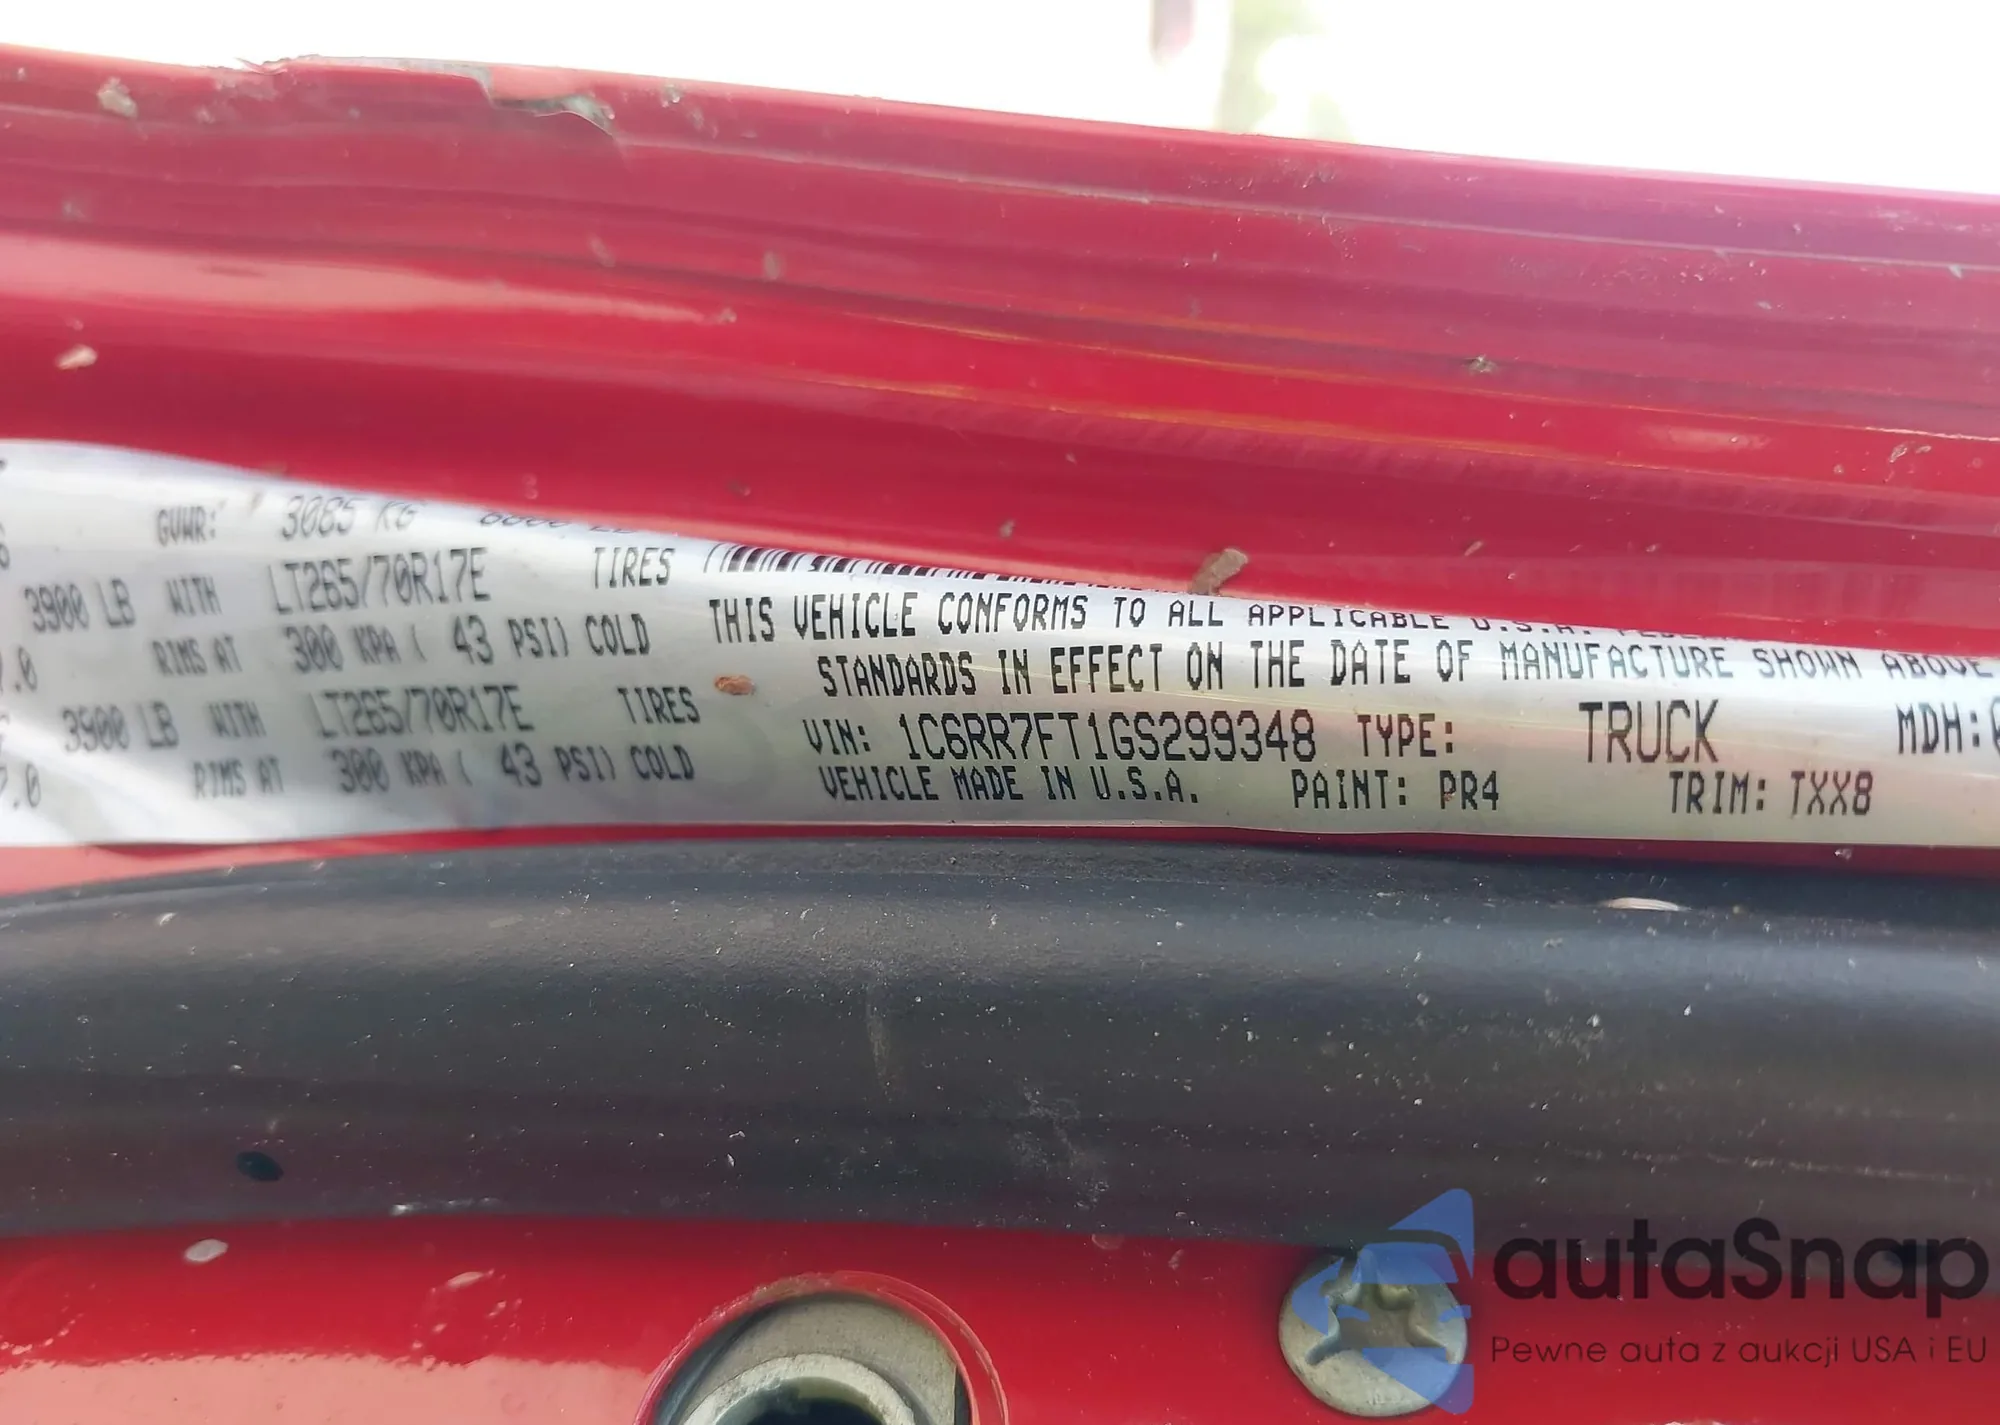 GVWR: 3085 KG
3900 LB WITH LT265/70R17E TIRES
RIMS AT 300 KPA ( 43 PSI) COLD
3900 LB WITH LT265/70R17E TIRES
RIMS AT 300 KPA ( 43 PSI) COLD
THIS VEHICLE CONFORMS TO ALL APPLICABLE U.S.A.
STANDARDS IN EFFECT ON THE DATE OF MANUFACTURE SHOWN ABOVE
VIN: 1C6RR7FT1GS299348 TYPE: TRUCK MDH:
VEHICLE MADE IN U.S.A. PAINT: PR4 TRIM: TXX8
autaSnap
Pewne auta z aukcji USA i EU